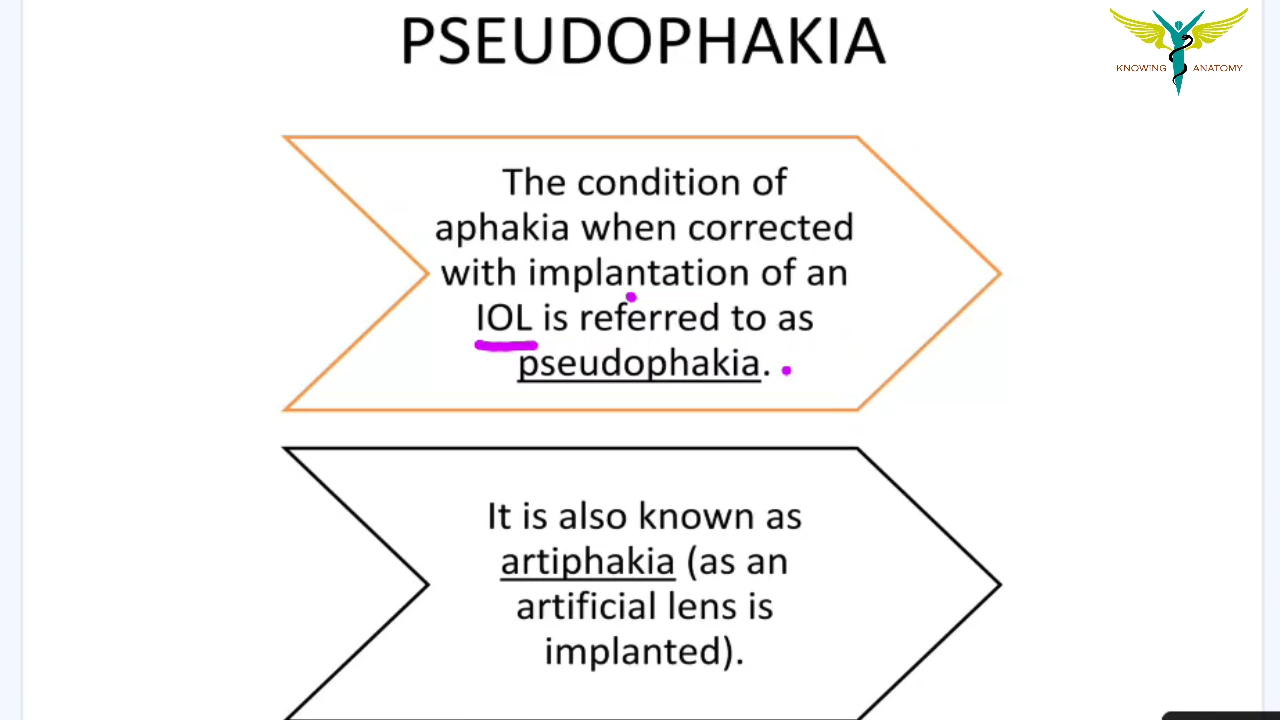 PSEUDOPHAKIA
KNOWING ANATOMY
The condition of
aphakia when corrected
with implantation of an
IOL is referred to as
pseudophakia.
It is also known as
artiphakia (as an
artificial lens is
implanted).